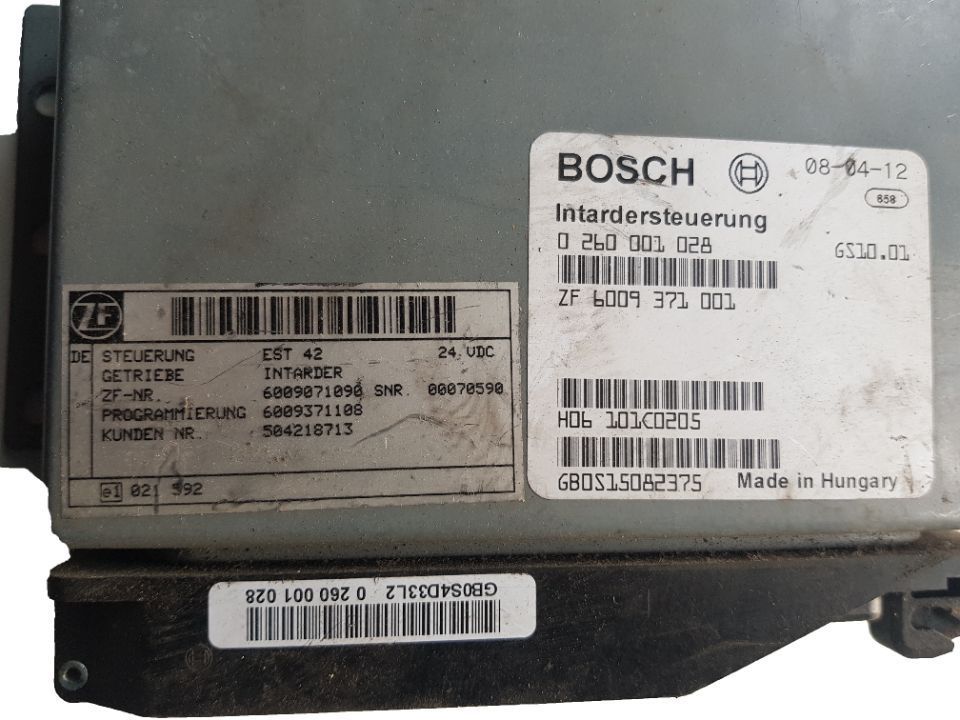 BOSCH 08-04-12
658
Intardersteuerung
0 260 001 028 GS10.01
ZF 6009 371 001
H06 101<0205
GB0S15082375 Made in Hungary
ZF
DE STEUERUNG EST 42 24 VDC
GETRIEBE INTARDER
ZF-NR. 6009071090 SNR. 00070590
PROGRAMMIERUNG 6009371108
KUNDEN NR. 504218713
e1 021 592
GB0S4D33L2 0 260 001 028